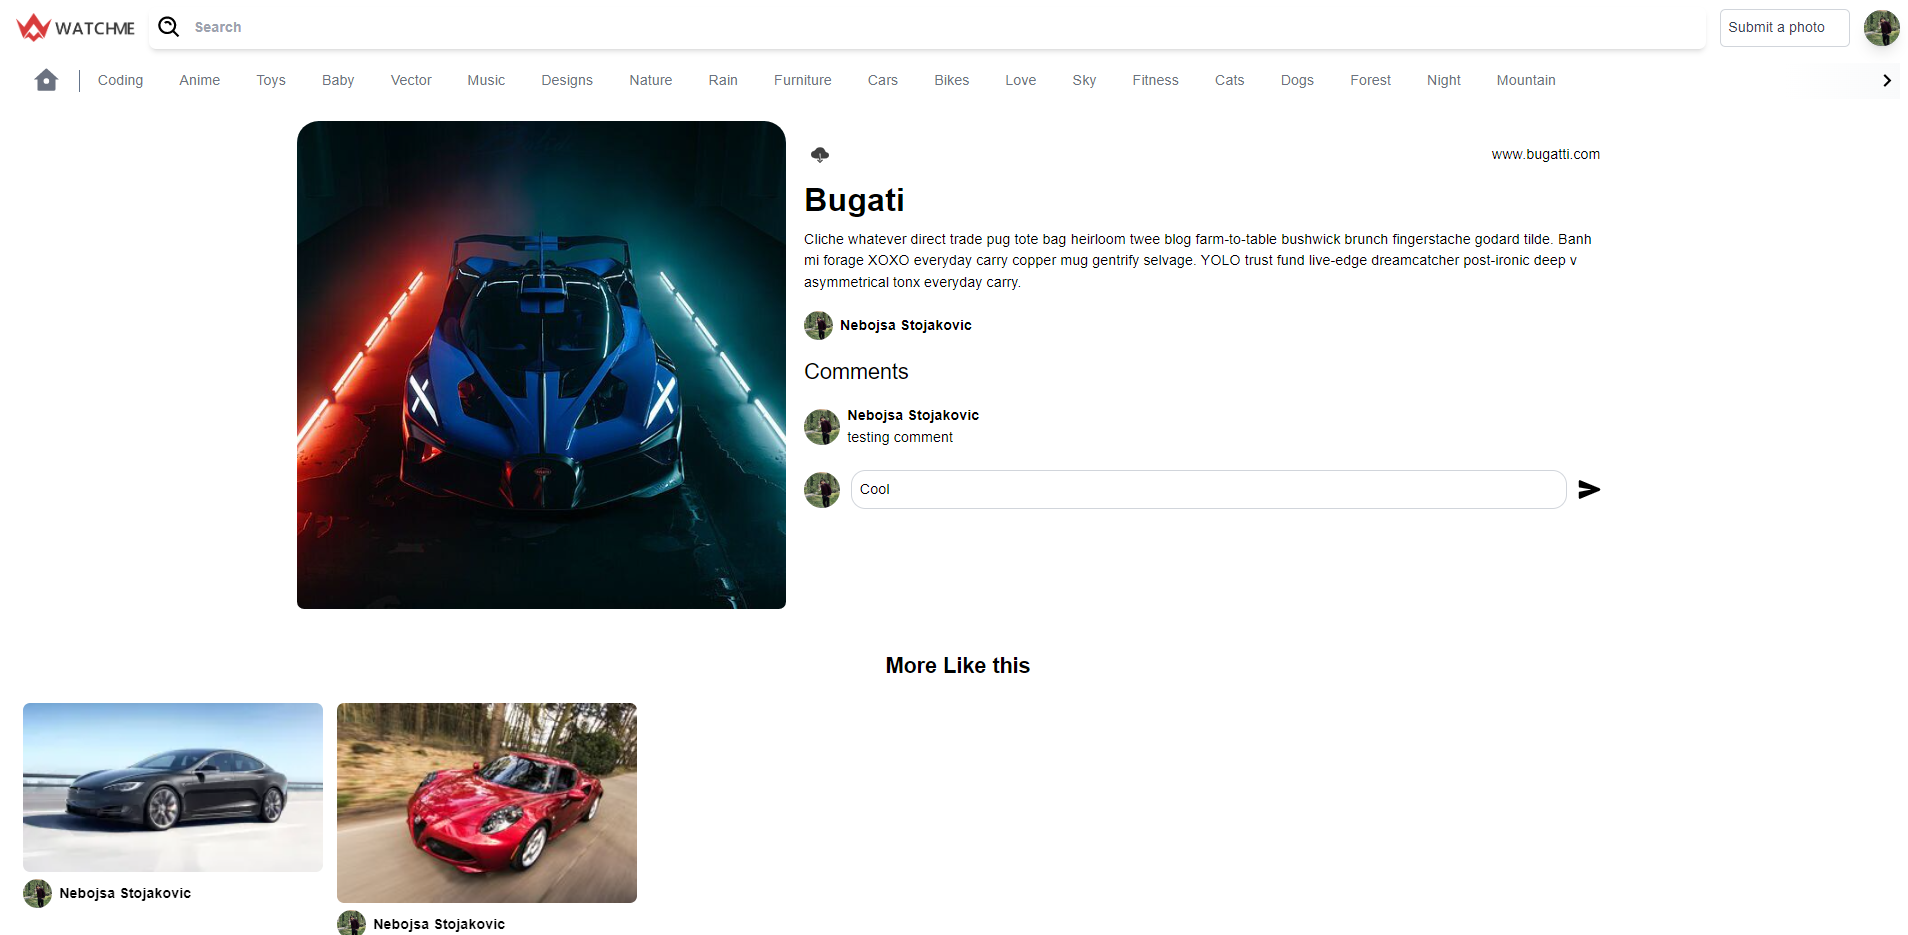 WATCHME
Search
Submit a photo
Coding Anime Toys Baby Vector Music Designs Nature Rain Furniture Cars Bikes Love Sky Fitness Cats Dogs Forest Night Mountain
www.bugatti.com
Bugati
Cliche whatever direct trade pug tote bag heirloom twee blog farm-to-table bushwick brunch fingerstache godard tilde. Banh
mi forage XOXO everyday carry copper mug gentrify selvage. YOLO trust fund live-edge dreamcatcher post-ironic deep v
asymmetrical tonx everyday carry.
Nebojsa Stojakovic
Comments
Nebojsa Stojakovic
testing comment
Cool
More Like this
Nebojsa Stojakovic
Nebojsa Stojakovic